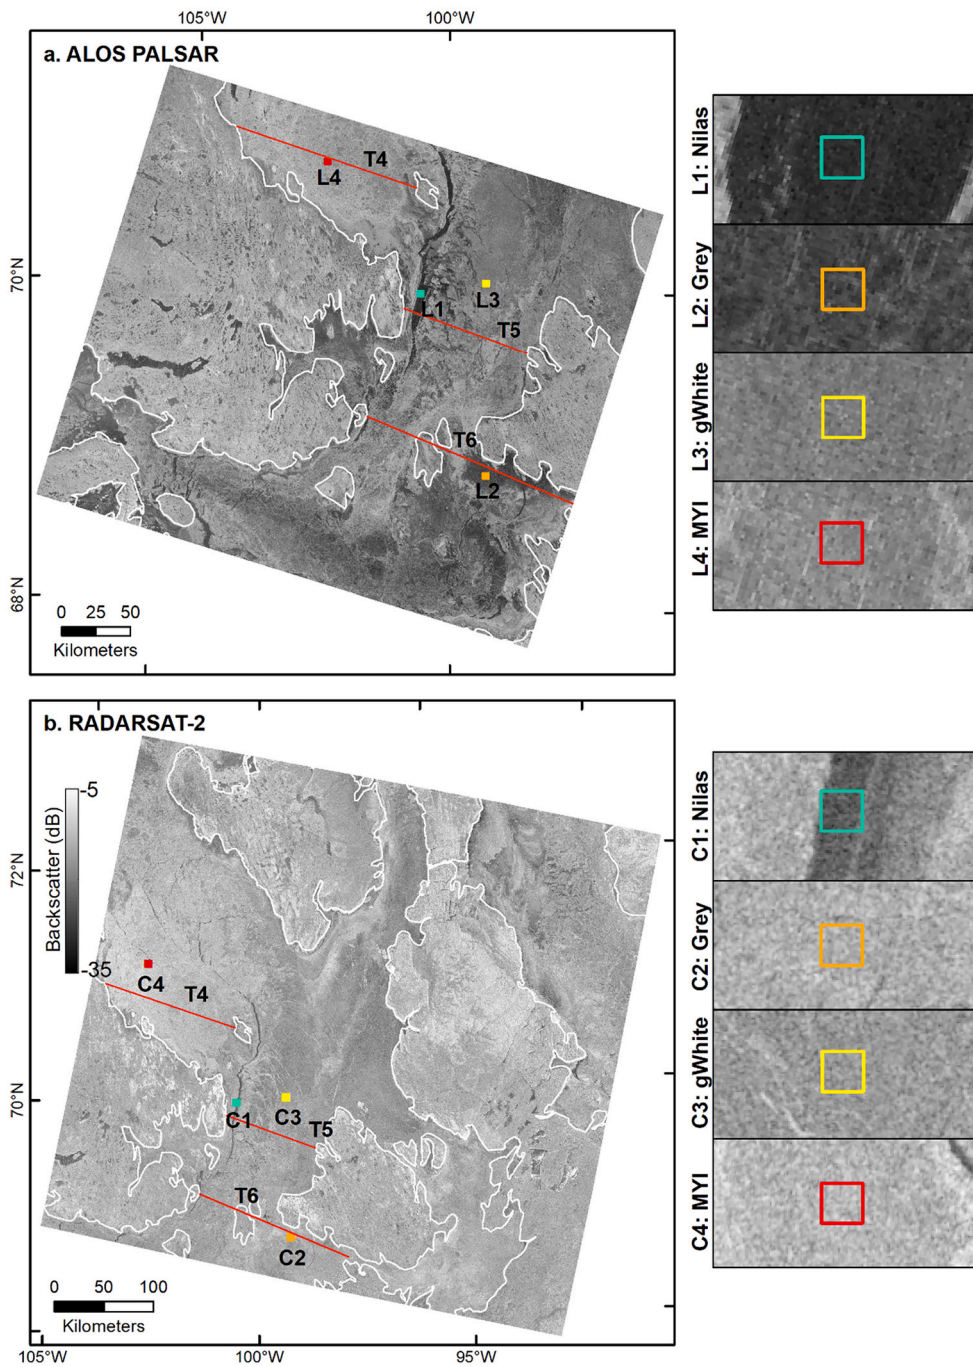 105°W
100°W
a. ALOS PALSAR
T4
L4
L1
L3
T5
T6
L2
70°N
68°N
0 25 50
Kilometers
L1: Nilas
L2: Grey
L3: gWhite
L4: MYI
b. RADARSAT-2
-5
Backscatter (dB)
-35
72°N
70°N
C4
T4
C1
C3
T5
T6
C2
0 50 100
Kilometers
105°W
100°W
95°W
C1: Nilas
C2: Grey
C3: gWhite
C4: MYI